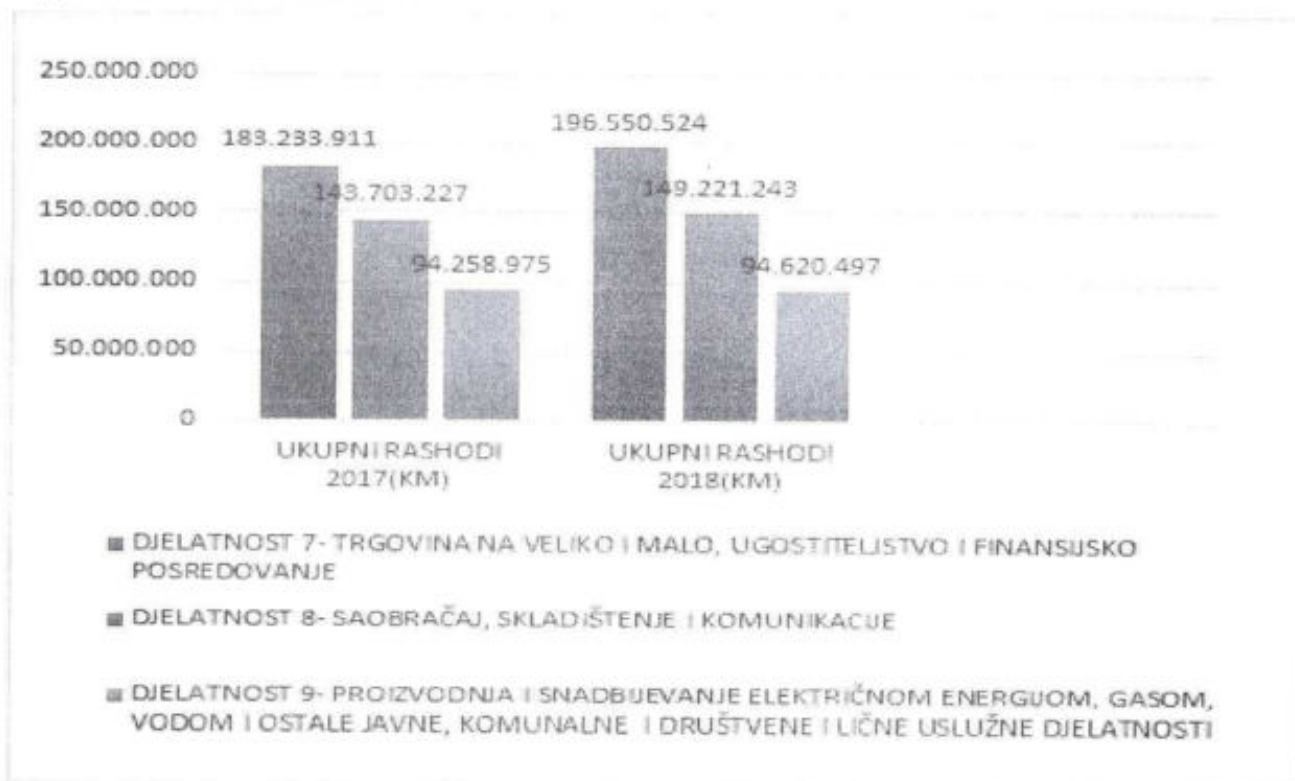 250.000.000
200.000.000
150.000.000
100.000.000
50.000.000
0
183.233.911
143.703.227
94.258.975
196.550.524
149.221.243
94.620.497
UKUPNI RASHODI
2017(KM)
UKUPNI RASHODI
2018(KM)
DJELATNOST 7- TRGOVINA NA VELIKO I MALO, UGOSTITELJSTVO I FINANSIJSKO
POSREDOVANJE
DJELATNOST 8- SAOBRAČAJ, SKLADIŠTENJE I KOMUNIKACIJE
DJELATNOST 9- PROIZVODNJA I SNADBIJEVANJE ELEKTRIČNOM ENERGIJOM, GASOM,
VODOM I OSTALE JAVNE, KOMUNALNE I DRUŠTVENE I LIČNE USLUŽNE DJELATNOSTI